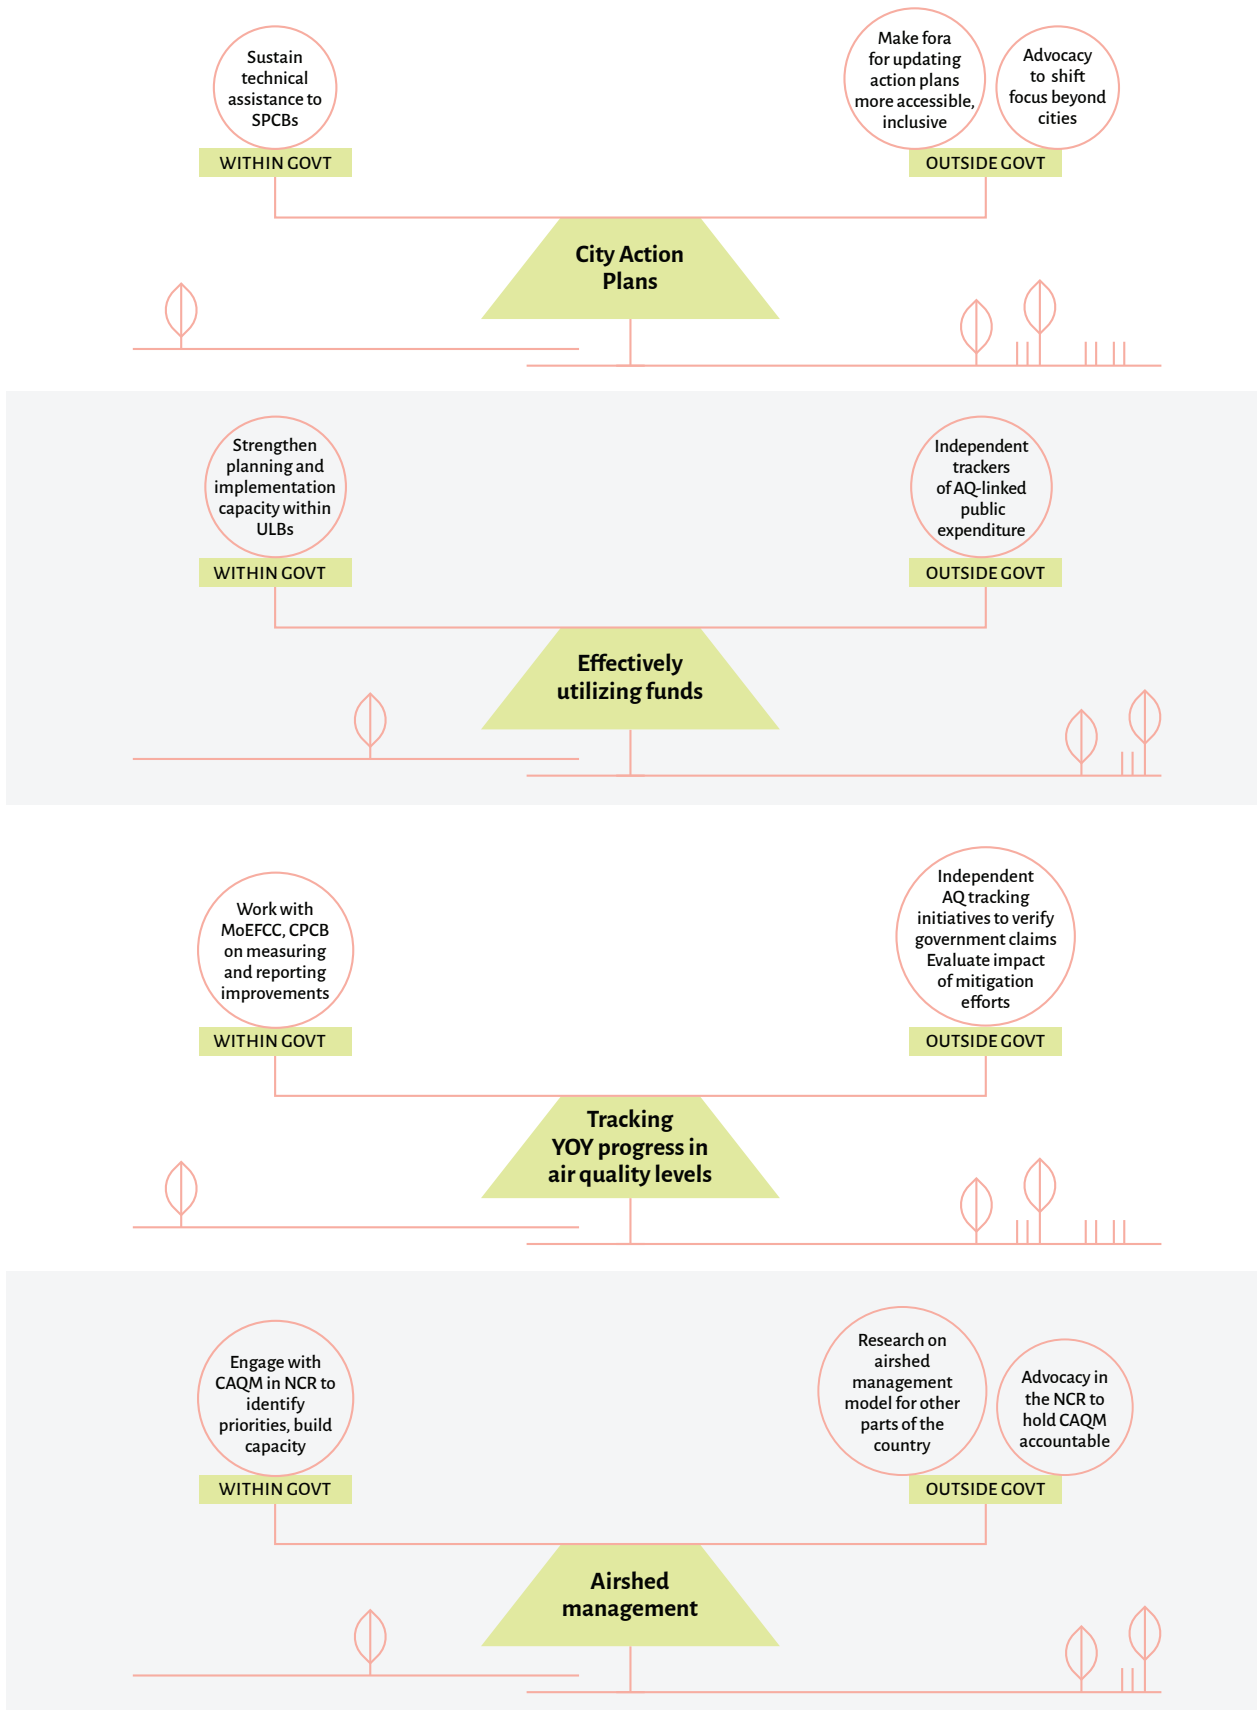 Sustain
technical
assistance to
SPCBs
WITHIN GOVT
Make fora
for updating
action plans
more accessible,
inclusive
Advocacy
to shift
focus beyond
cities
OUTSIDE GOVT
City Action
Plans
Strengthen
planning and
implementation
capacity within
ULBs
WITHIN GOVT
Independent
trackers
of AQ-linked
public
expenditure
OUTSIDE GOVT
Effectively
utilizing funds
Work with
MoEFCC, CPCB
on measuring
and reporting
improvements
WITHIN GOVT
Independent
AQ tracking
initiatives to verify
government claims
Evaluate impact
of mitigation
efforts
OUTSIDE GOVT
Tracking
YOY progress in
air quality levels
Engage with
CAQM in NCR to
identify
priorities, build
capacity
WITHIN GOVT
Research on
airshed
management
model for other
parts of the
country
Advocacy in
the NCR to
hold CAQM
accountable
OUTSIDE GOVT
Airshed
management